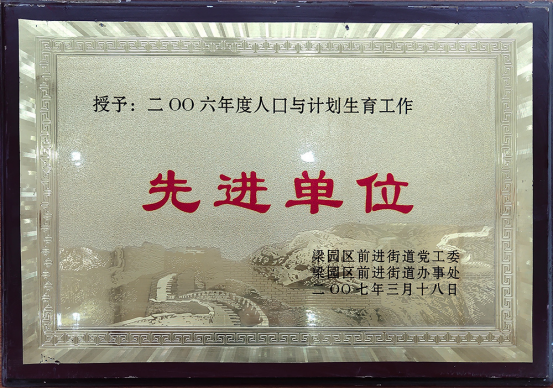 授予：二OO六年度人口与计划生育工作
先进单位
梁园区前进街道党工委
梁园区前进街道办事处
二OO七年三月十八日